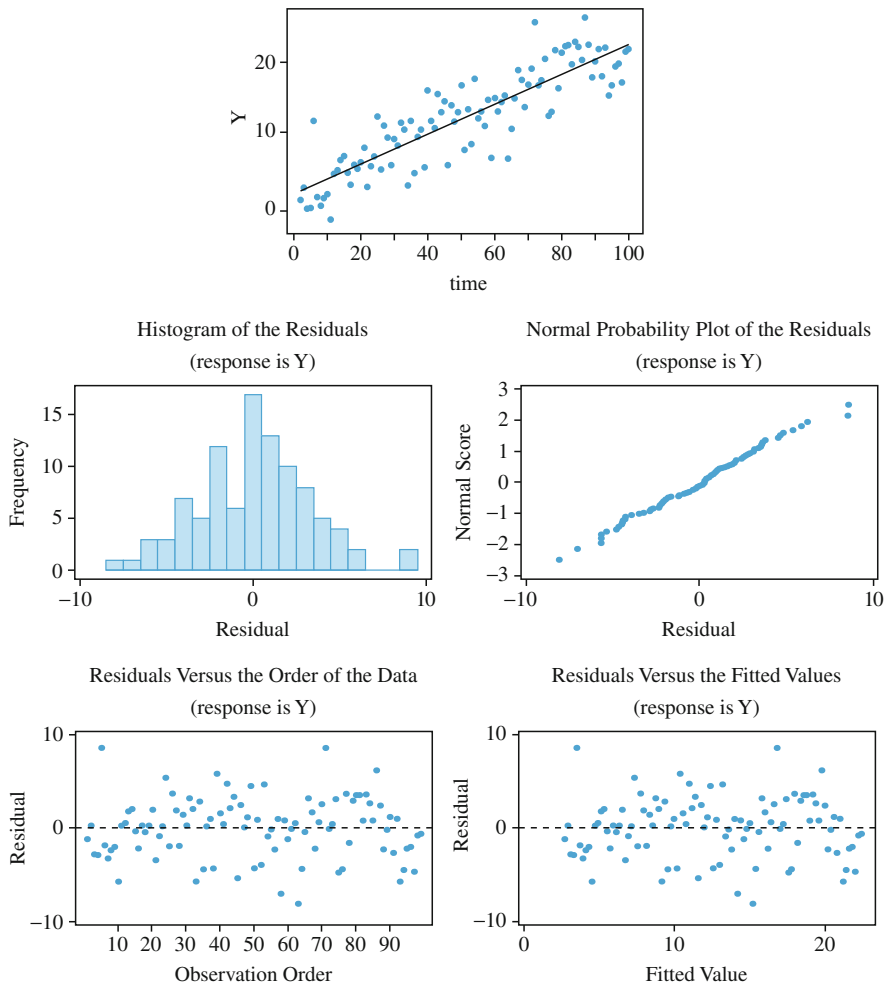 20
10
0
Y
0 20 40 60 80 100
time
Histogram of the Residuals
(response is Y)
15
10
5
0
Frequency
−10 0 10
Residual
Normal Probability Plot of the Residuals
(response is Y)
3
2
1
0
−1
−2
−3
Normal Score
−10 0 10
Residual
Residuals Versus the Order of the Data
(response is Y)
10
0
−10
Residual
10 20 30 40 50 60 70 80 90
Observation Order
Residuals Versus the Fitted Values
(response is Y)
10
0
−10
Residual
0 10 20
Fitted Value